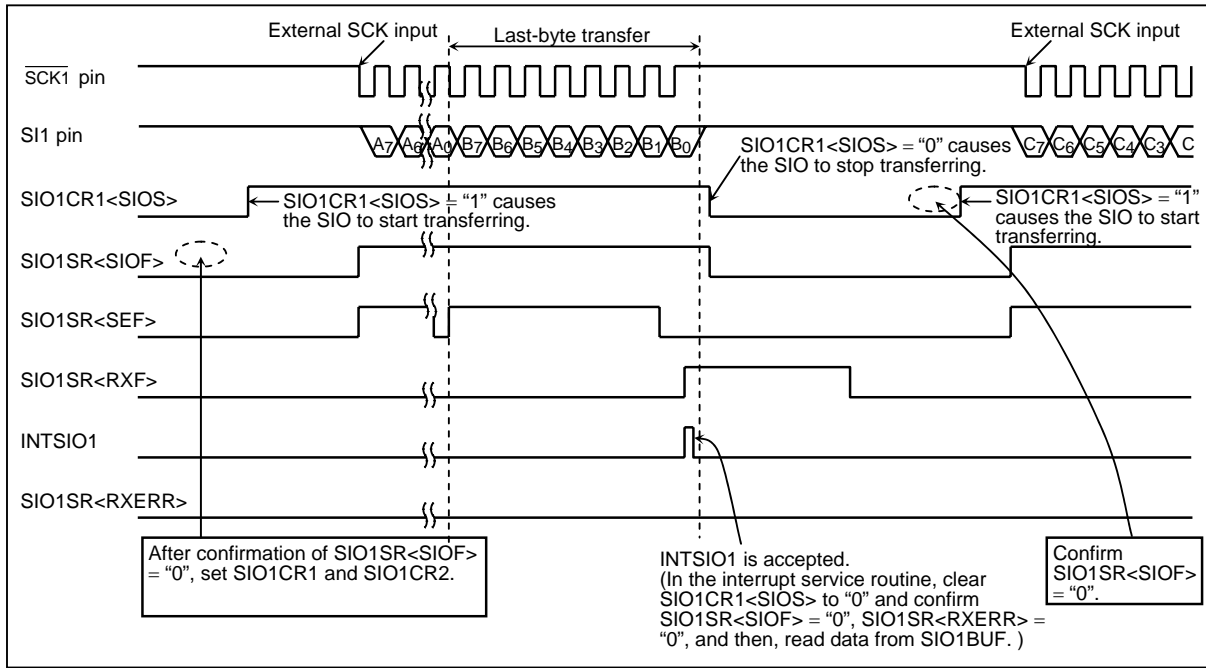 External SCK input
Last-byte transfer
External SCK input
SCK1 pin
SI1 pin
A7 A6 A0 B7 B6 B5 B4 B3 B2 B1 B0
C7 C6 C5 C4 C3 C
SIO1CR1<SIOS> = “0” causes
the SIO to stop transferring.
SIO1CR1<SIOS>
SIO1CR1<SIOS> = “1” causes
the SIO to start transferring.
SIO1CR1<SIOS> = “1”
causes the SIO to start
transferring.
SIO1SR<SIOF>
SIO1SR<SEF>
SIO1SR<RXF>
INTSIO1
SIO1SR<RXERR>
After confirmation of SIO1SR<SIOF>
= “0”, set SIO1CR1 and SIO1CR2.
INTSIO1 is accepted.
(In the interrupt service routine, clear
SIO1CR1<SIOS> to “0” and confirm
SIO1SR<SIOF> = “0”, SIO1SR<RXERR> =
“0”, and then, read data from SIO1BUF. )
Confirm
SIO1SR<SIOF>
= “0”.